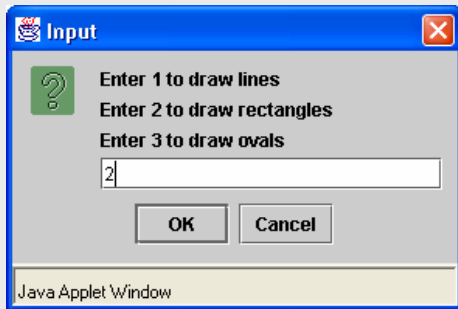 Input
Enter 1 to draw lines
Enter 2 to draw rectangles
Enter 3 to draw ovals
2
OK Cancel
Java Applet Window